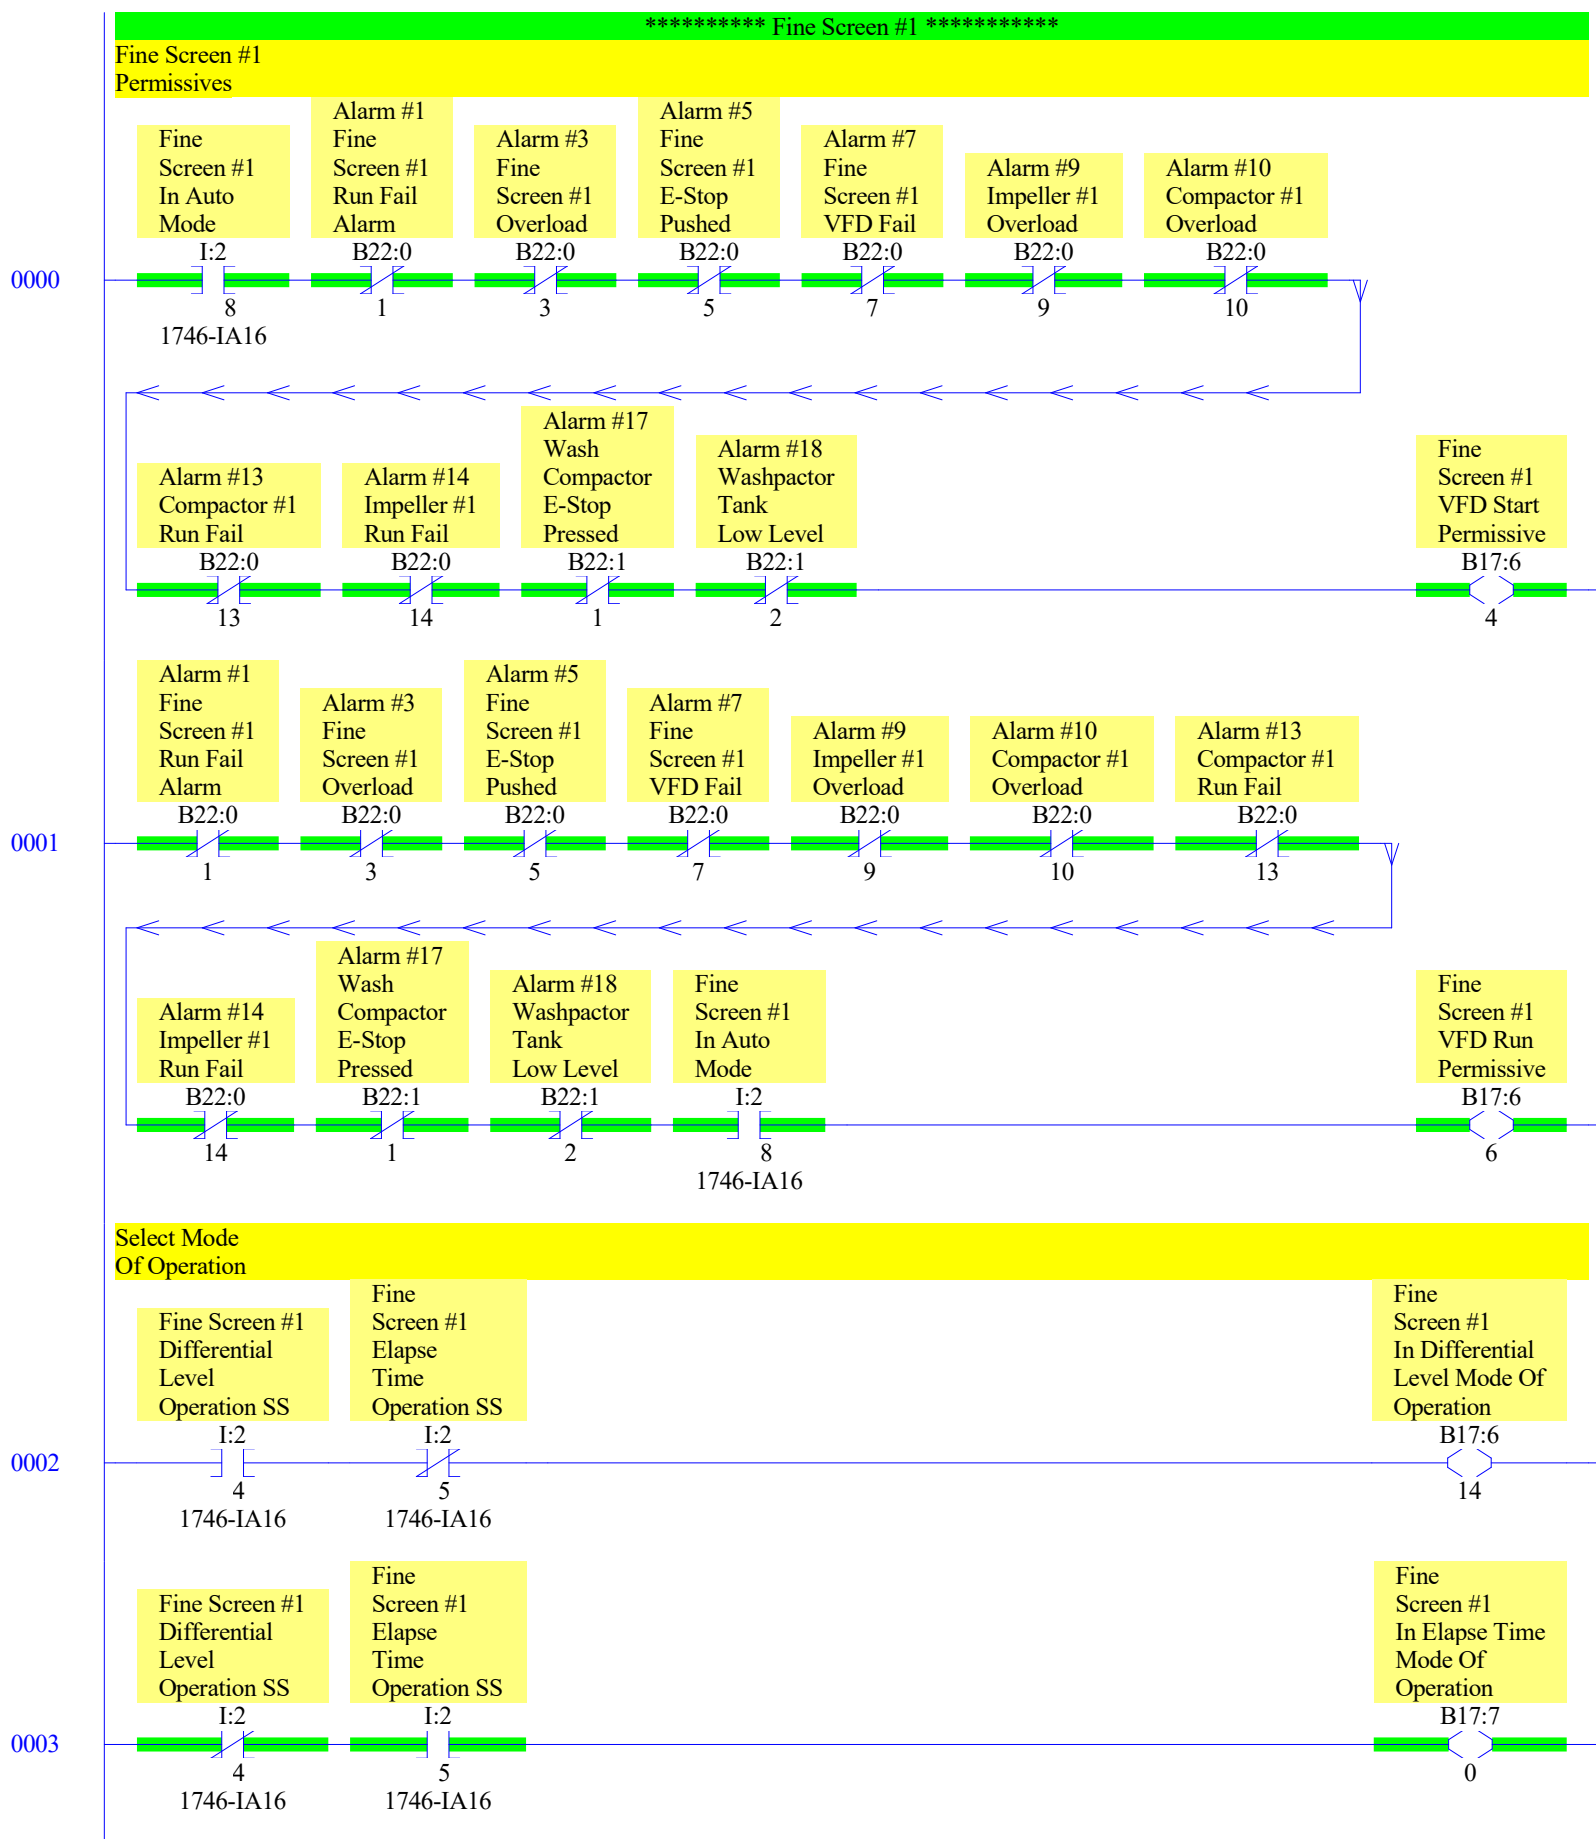 ********** Fine Screen #1 ***********
Fine Screen #1
Permissives
Fine
Screen #1
In Auto
Mode
I:2
8
1746-IA16
Alarm #1
Fine
Screen #1
Run Fail
Alarm
B22:0
1
Alarm #3
Fine
Screen #1
Overload
B22:0
3
Alarm #5
Fine
Screen #1
E-Stop
Pushed
B22:0
5
Alarm #7
Fine
Screen #1
VFD Fail
B22:0
7
Alarm #9
Impeller #1
Overload
B22:0
9
Alarm #10
Compactor #1
Overload
B22:0
10
0000
Alarm #13
Compactor #1
Run Fail
B22:0
13
Alarm #14
Impeller #1
Run Fail
B22:0
14
Alarm #17
Wash
Compactor
E-Stop
Pressed
B22:1
1
Alarm #18
Washpactor
Tank
Low Level
B22:1
2
Fine
Screen #1
VFD Start
Permissive
B17:6
4
Alarm #1
Fine
Screen #1
Run Fail
Alarm
B22:0
1
Alarm #3
Fine
Screen #1
Overload
B22:0
3
Alarm #5
Fine
Screen #1
E-Stop
Pushed
B22:0
5
Alarm #7
Fine
Screen #1
VFD Fail
B22:0
7
Alarm #9
Impeller #1
Overload
B22:0
9
Alarm #10
Compactor #1
Overload
B22:0
10
Alarm #13
Compactor #1
Run Fail
B22:0
13
0001
Alarm #14
Impeller #1
Run Fail
B22:0
14
Alarm #17
Wash
Compactor
E-Stop
Pressed
B22:1
1
Alarm #18
Washpactor
Tank
Low Level
B22:1
2
Fine
Screen #1
In Auto
Mode
I:2
8
1746-IA16
Fine
Screen #1
VFD Run
Permissive
B17:6
6
Select Mode
Of Operation
Fine Screen #1
Differential
Level
Operation SS
I:2
4
1746-IA16
Fine
Screen #1
Elapse
Time
Operation SS
I:2
5
1746-IA16
Fine
Screen #1
In Differential
Level Mode Of
Operation
B17:6
14
0002
Fine Screen #1
Differential
Level
Operation SS
I:2
4
1746-IA16
Fine
Screen #1
Elapse
Time
Operation SS
I:2
5
1746-IA16
Fine
Screen #1
In Elapse Time
Mode Of
Operation
B17:7
0
0003